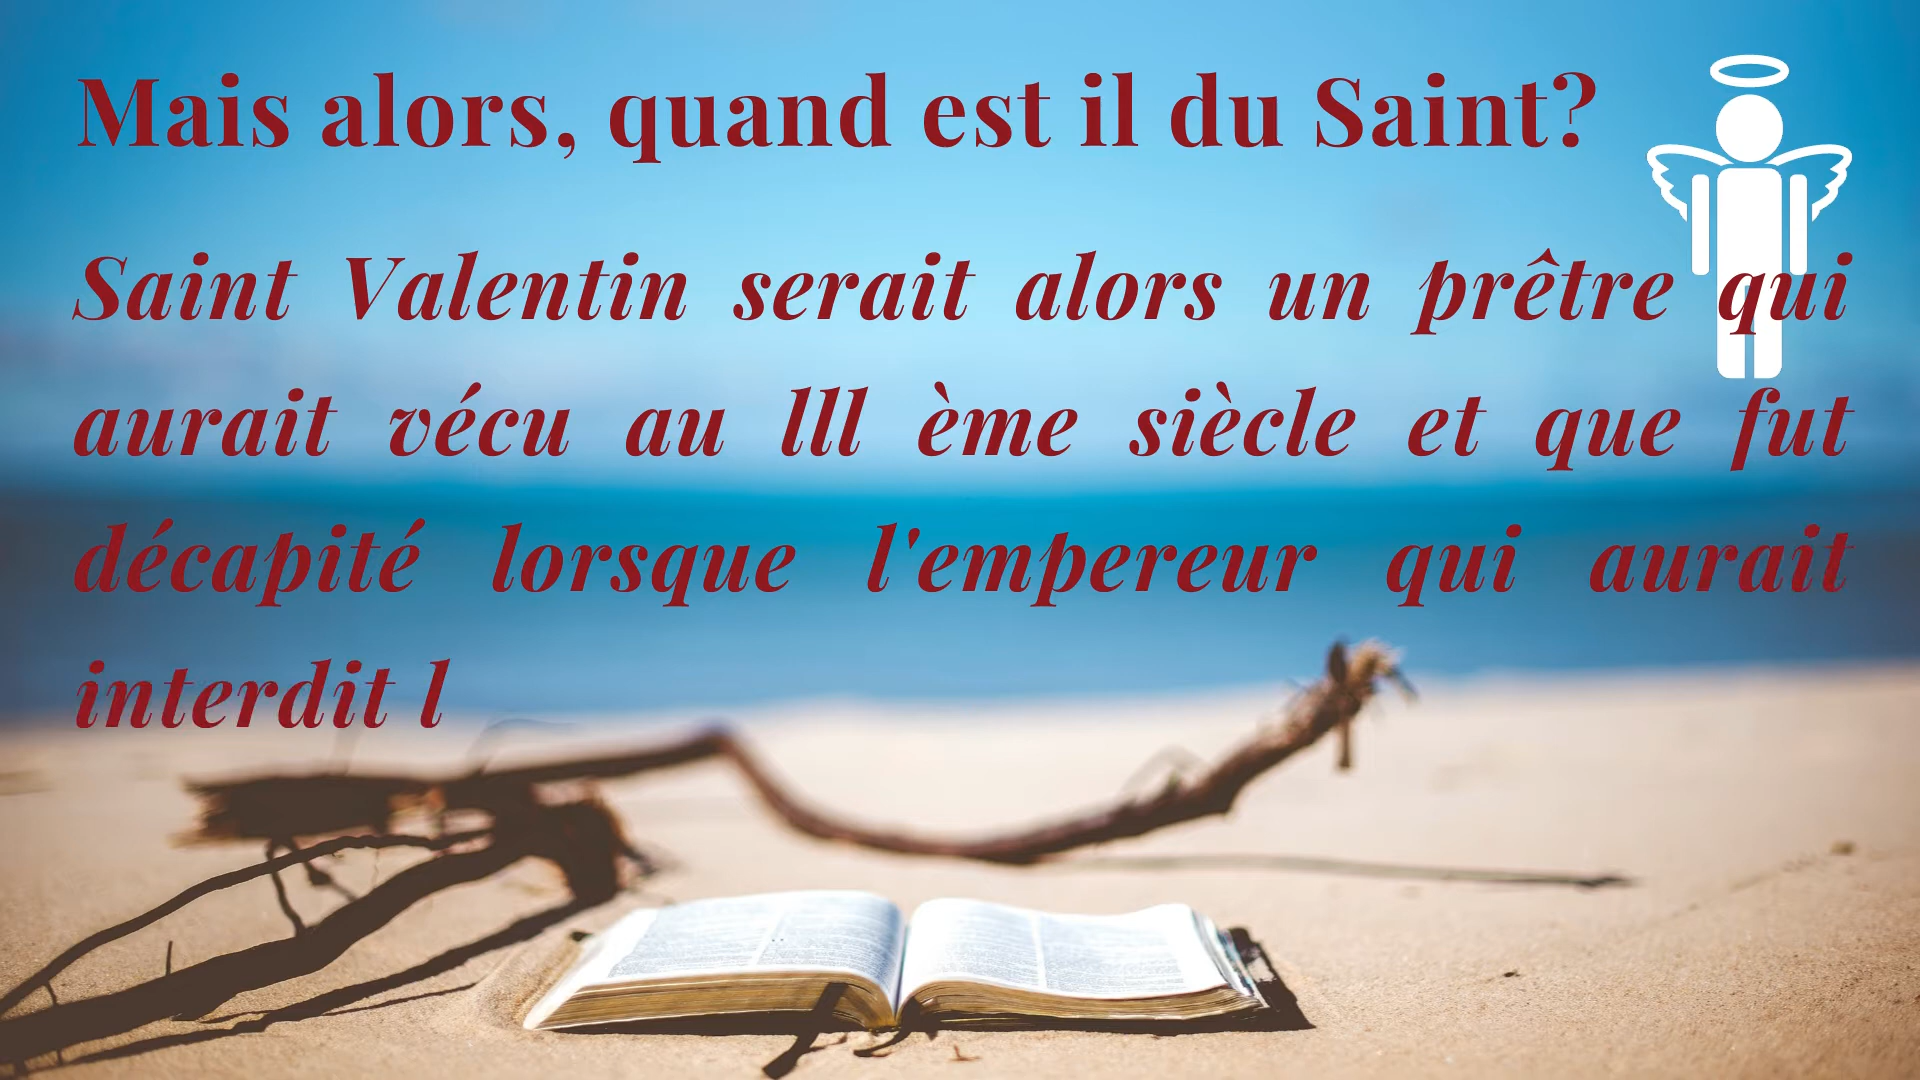 Mais alors, quand est il du Saint?
Saint Valentin serait alors un prêtre qui
aurait vécu au lll ème siècle et que fut
décapité lorsque l'empereur qui aurait
interdit l